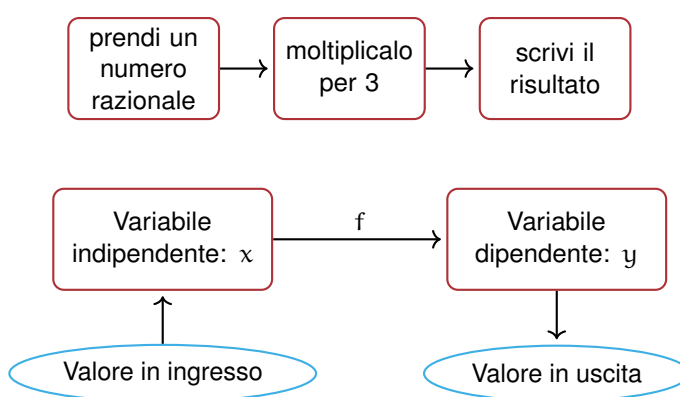 prendi un
numero
razionale
moltiplicalo
per 3
scrivi il
risultato
Variabile
indipendente: x
f
Variabile
dipendente: y
Valore in ingresso
Valore in uscita